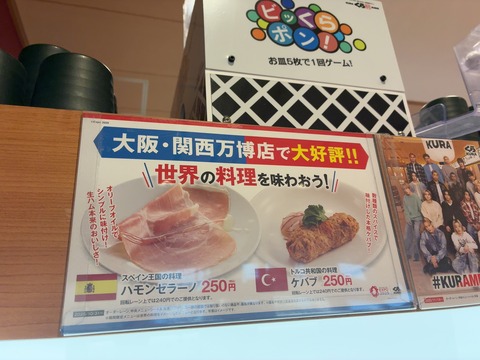 ビッくら
ポン!
お皿5枚で1回ゲーム!
大阪・関西万博店で大好評!!
世界の料理を味わおう!
オリーブオイルで
シンプルに味付け!
生ハム本来のおいしさ!
スペイン王国の料理
ハモンセラーノ 250円
トルコ共和国の料理
ケバブ 250円
KURA
#KURAM